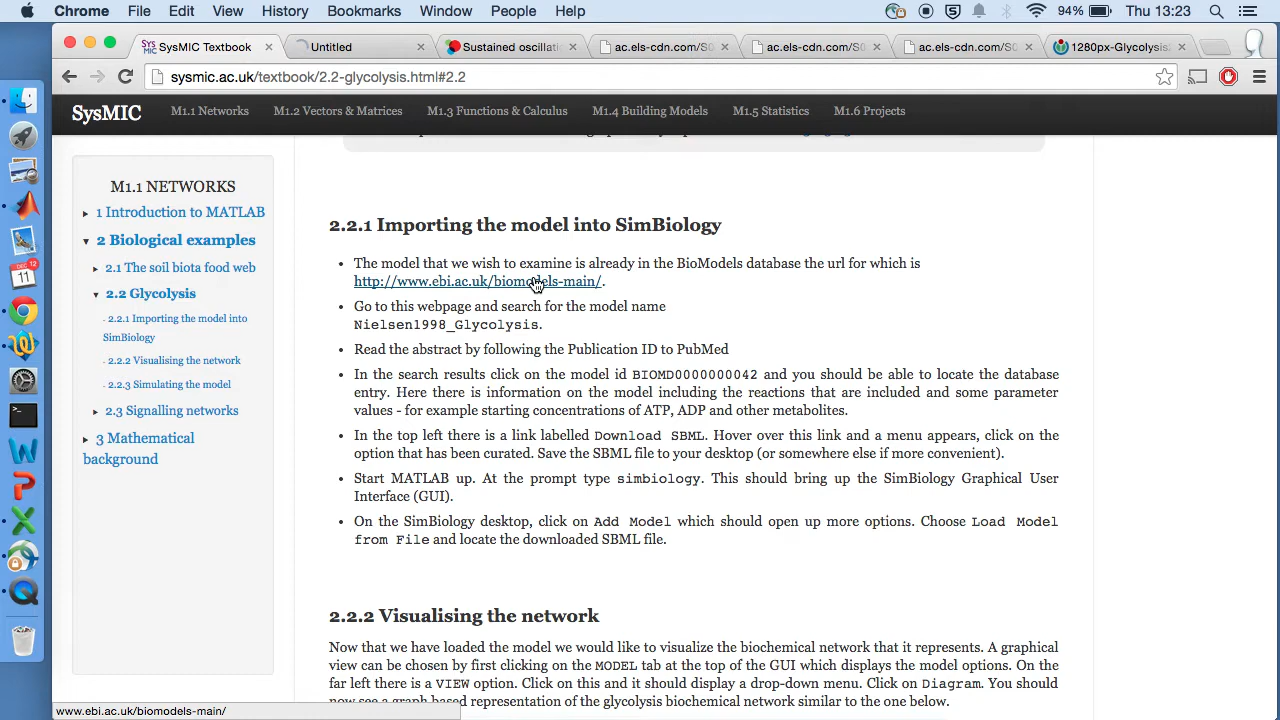 Chrome File Edit View History Bookmarks Window People Help 94% Thu 13:23
SysMIC Textbook Untitled Sustained oscillatic ac.els-cdn.com/S0 ac.els-cdn.com/S0 ac.els-cdn.com/S0 1280px-Glycolysis
sysmic.ac.uk/textbook/2.2-glycolysis.html#2.2
SysMIC M1.1 Networks M1.2 Vectors & Matrices M1.3 Functions & Calculus M1.4 Building Models M1.5 Statistics M1.6 Projects
M1.1 NETWORKS
1 Introduction to MATLAB
2 Biological examples
2.1 The soil biota food web
2.2 Glycolysis
- 2.2.1 Importing the model into
SimBiology
- 2.2.2 Visualising the network
- 2.2.3 Simulating the model
2.3 Signalling networks
3 Mathematical
background
2.2.1 Importing the model into SimBiology
• The model that we wish to examine is already in the BioModels database the url for which is
http://www.ebi.ac.uk/biomodels-main/.
• Go to this webpage and search for the model name
Nielsen1998_Glycolysis.
• Read the abstract by following the Publication ID to PubMed
• In the search results click on the model id BIOMD0000000042 and you should be able to locate the database
entry. Here there is information on the model including the reactions that are included and some parameter
values - for example starting concentrations of ATP, ADP and other metabolites.
• In the top left there is a link labelled Download SBML. Hover over this link and a menu appears, click on the
option that has been curated. Save the SBML file to your desktop (or somewhere else if more convenient).
• Start MATLAB up. At the prompt type simbiology. This should bring up the SimBiology Graphical User
Interface (GUI).
• On the SimBiology desktop, click on Add Model which should open up more options. Choose Load Model
from File and locate the downloaded SBML file.
2.2.2 Visualising the network
Now that we have loaded the model we would like to visualize the biochemical network that it represents. A graphical
view can be chosen by first clicking on the MODEL tab at the top of the GUI which displays the model options. On the
far left there is a VIEW option. Click on this and it should display a drop-down menu. Click on Diagram. You should
now see a graph based representation of the glycolysis biochemical network similar to the one below.
www.ebi.ac.uk/biomodels-main/